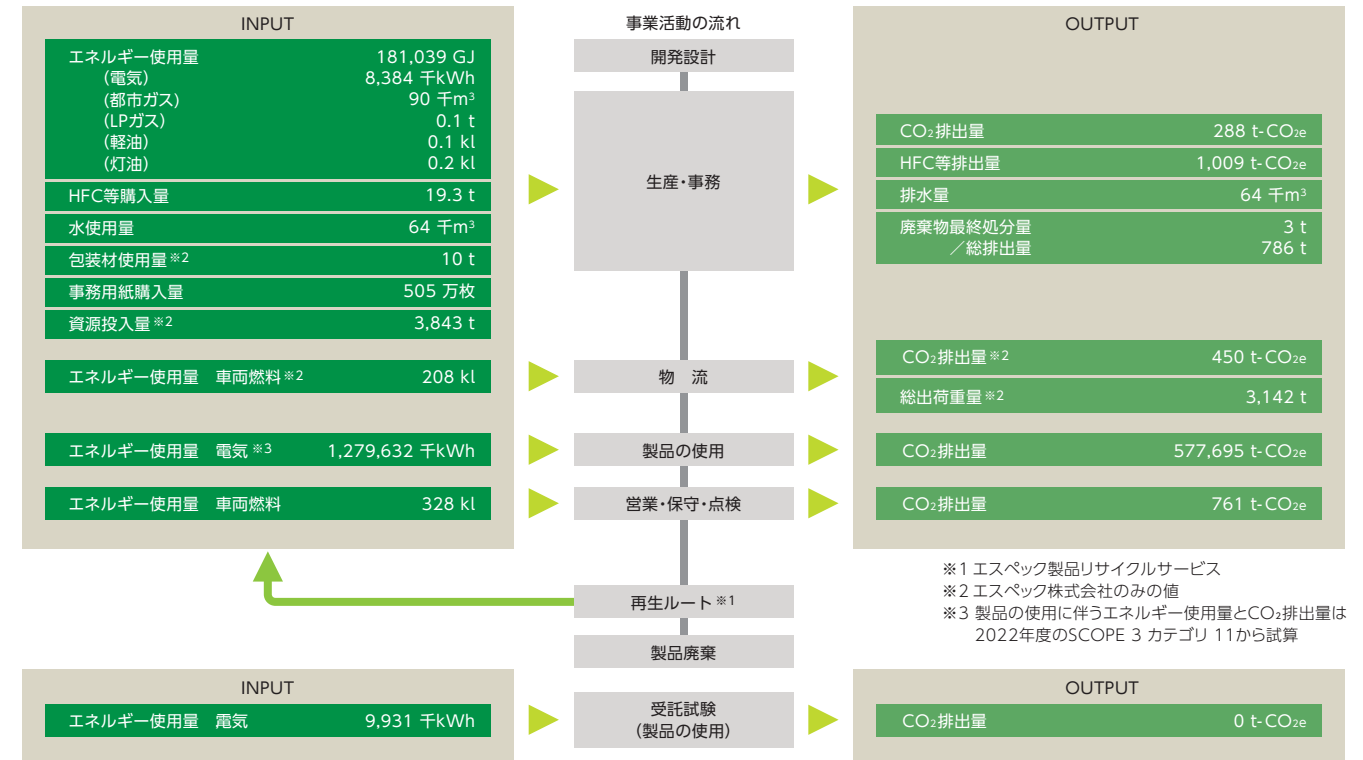 INPUT
エネルギー使用量 181,039 GJ
(電気) 8,384 千kWh
(都市ガス) 90 千m³
(LPガス) 0.1 t
(軽油) 0.1 kl
(灯油) 0.2 kl
HFC等購入量 19.3 t
水使用量 64 千m³
包装材使用量※2 10 t
事務用紙購入量 505 万枚
資源投入量※2 3,843 t
エネルギー使用量 車両燃料※2 208 kl
エネルギー使用量 電気※3 1,279,632 千kWh
エネルギー使用量 車両燃料 328 kl
事業活動の流れ
開発設計
生産・事務
物 流
製品の使用
営業・保守・点検
再生ルート※1
製品廃棄
OUTPUT
CO₂排出量 288 t-CO₂e
HFC等排出量 1,009 t-CO₂e
排水量 64 千m³
廃棄物最終処分量 3 t
/総排出量 786 t
CO₂排出量※2 450 t-CO₂e
総出荷重量※2 3,142 t
CO₂排出量 577,695 t-CO₂e
CO₂排出量 761 t-CO₂e
※1 エスペック製品リサイクルサービス
※2 エスペック株式会社のみの値
※3 製品の使用に伴うエネルギー使用量とCO₂排出量は
2022年度のSCOPE 3 カテゴリ 11から試算
INPUT
エネルギー使用量 電気 9,931 千kWh
受託試験
(製品の使用)
OUTPUT
CO₂排出量 0 t-CO₂e